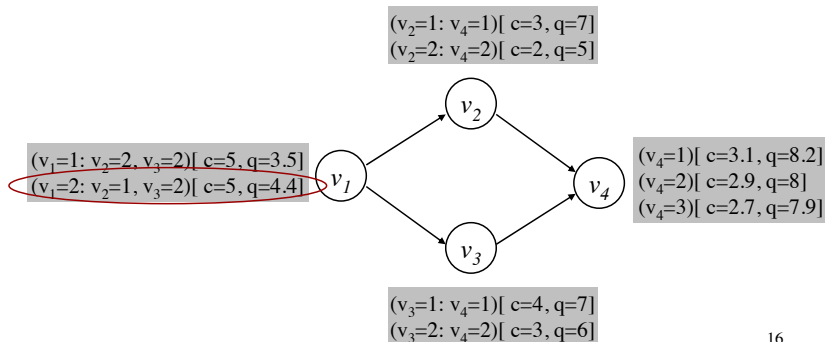 (v₂=1: v₄=1)[ c=3, q=7]
(v₂=2: v₄=2)[ c=2, q=5]
v₂
(v₁=1: v₂=2, v₃=2)[ c=5, q=3.5]
(v₁=2: v₂=1, v₃=2)[ c=5, q=4.4]
v₁
v₄
(v₄=1)[ c=3.1, q=8.2]
(v₄=2)[ c=2.9, q=8]
(v₄=3)[ c=2.7, q=7.9]
v₃
(v₃=1: v₄=1)[ c=4, q=7]
(v₃=2: v₄=2)[ c=3, q=6]
16